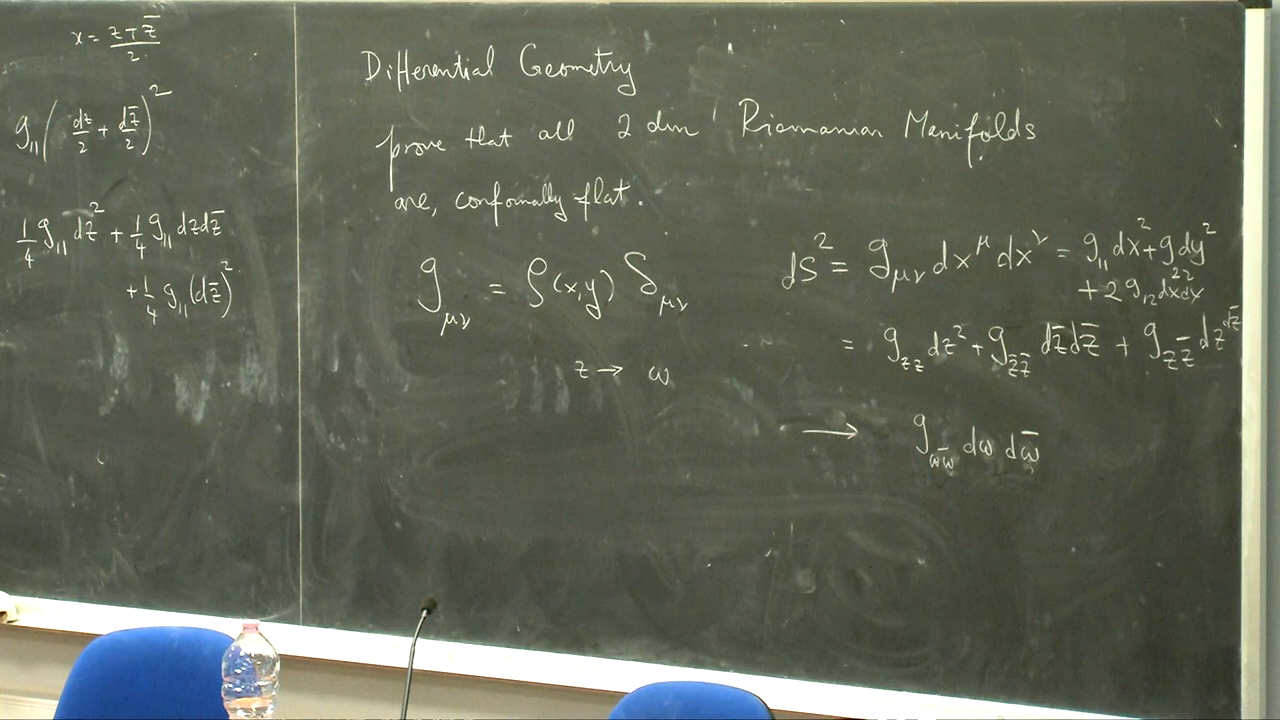 x = (z + z̄)/2
g₁₁(dz/2 + dz̄/2)²
1/4 g₁₁ dz² + 1/4 g₁₁ dz dz̄
+ 1/4 g₁₁(dz̄)²
Differential Geometry
prove that all 2 dim Riemanian Manifolds
are, conformally flat.
g_μν = ρ(x,y) δ_μν
z → ω
ds² = g_μν dx^μ dx^ν = g₁₁ dx² + g dy²
+ 2 g₁₂
= g_zz dz² + g_z̄z̄ dz̄ dz̄ + g_zz̄ dz dz̄
→ g_ωω̄ dω dω̄